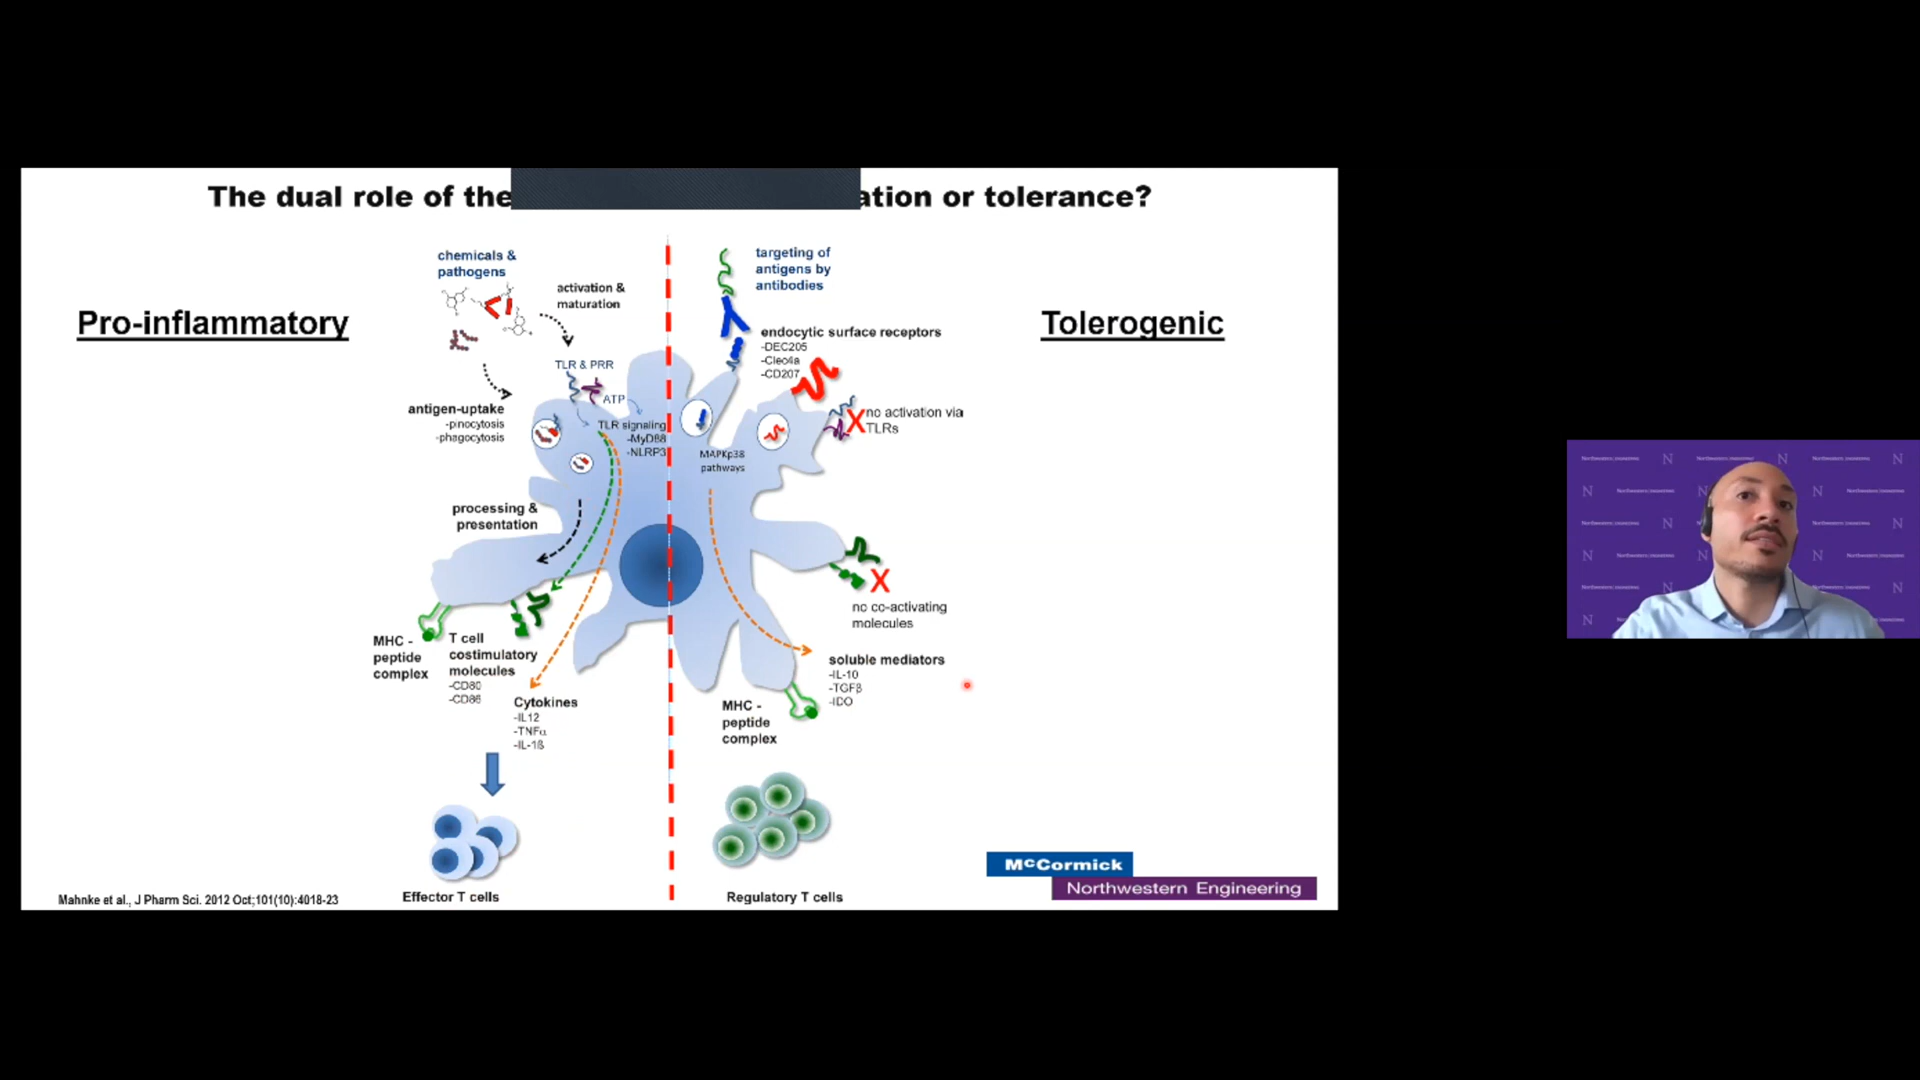 The dual role of the
ation or tolerance?
Pro-inflammatory
Tolerogenic
chemicals &
pathogens
activation &
maturation
TLR & PRR
ATP
antigen-uptake
-pinocytosis
-phagocytosis
TLR signaling
-MyD88
-NLRP3
processing &
presentation
MHC -
peptide
complex
T cell
costimulatory
molecules
-CD80
-CD86
Cytokines
-IL12
-TNFα
-IL-1ß
Effector T cells
targeting of
antigens by
antibodies
endocytic surface receptors
-DEC205
-Clec4a
-CD207
X
no activation via
TLRs
MAPKp38
pathways
X
no co-activating
molecules
soluble mediators
-IL-10
-TGFβ
-IDO
MHC -
peptide
complex
Regulatory T cells
Mahnke et al., J Pharm Sci. 2012 Oct;101(10):4018-23
McCormick
Northwestern Engineering